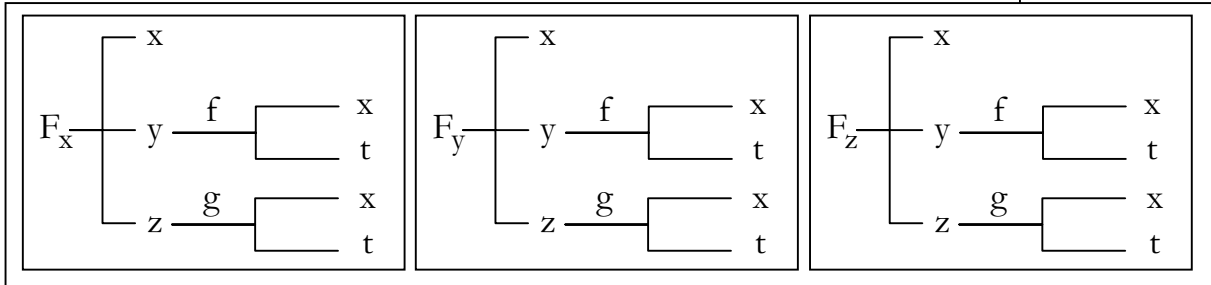 x x x
f x f x f x
F_x y F_y y F_z y
t t t
g x g x g x
z z z
t t t